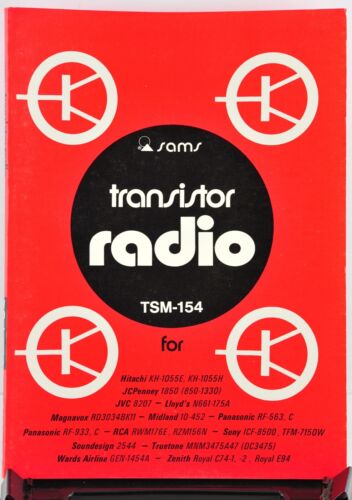 sams
transistor
radio
TSM-154
for
Hitachi KH-1055E, KH-1055H
JCPenney 1850 (850-1330)
JVC 8207 – Lloyd's N66I-175A
Magnavox RD3034BK11 – Midland 10-452 – Panasonic RF-563, C
Panasonic RF-933, C – RCA RWM176E, RZM156N – Sony ICF-8500, TFM-7150W
Soundesign 2544 – Truetone MNM3475A47 (DC3475)
Wards Airline GEN-1454A – Zenith Royal C74-1, -2, Royal E94